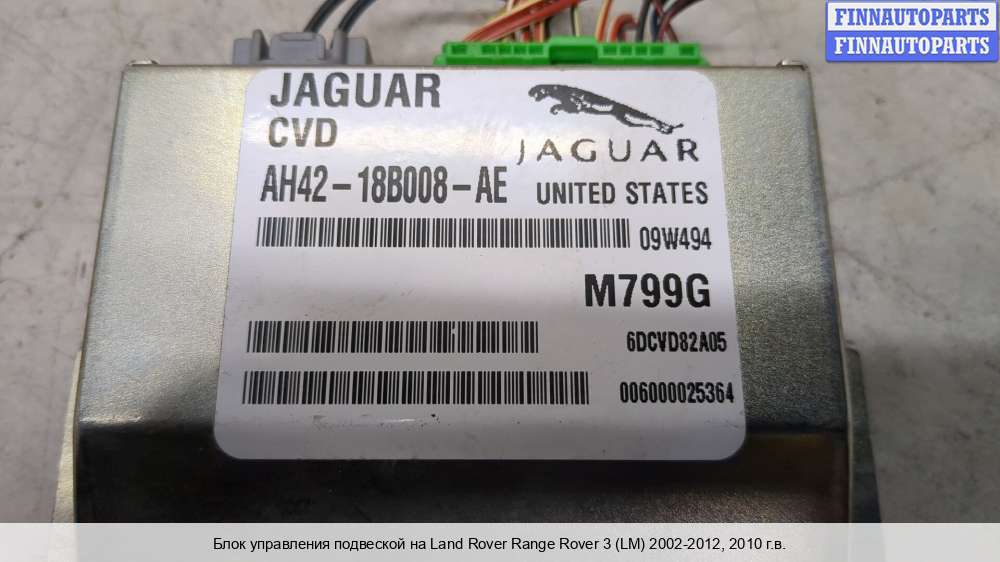 FINNAUTOPARTS
FINNAUTOPARTS
JAGUAR
CVD
JAGUAR
AH42-18B008-AE UNITED STATES
09W494
M799G
6DCVD82A05
006000025364
Блок управления подвеской на Land Rover Range Rover 3 (LM) 2002-2012, 2010 г.в.